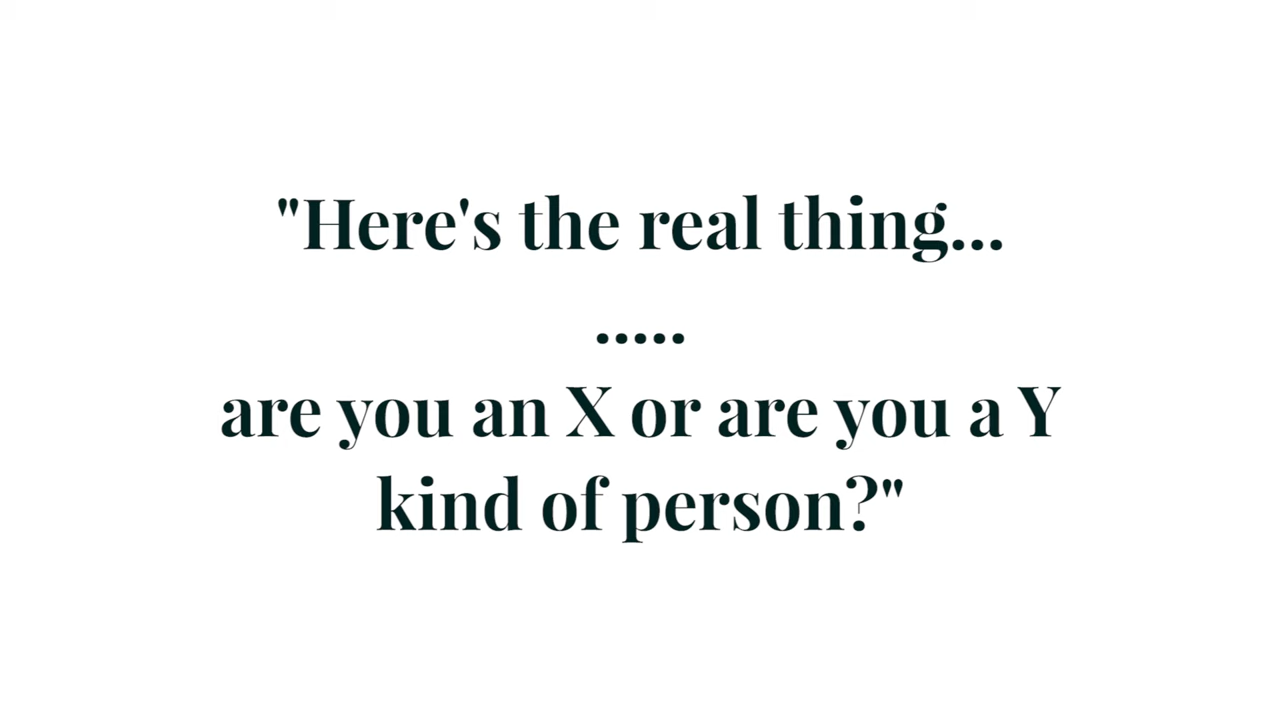 "Here's the real thing...
.....
are you an X or are you a Y
kind of person?"